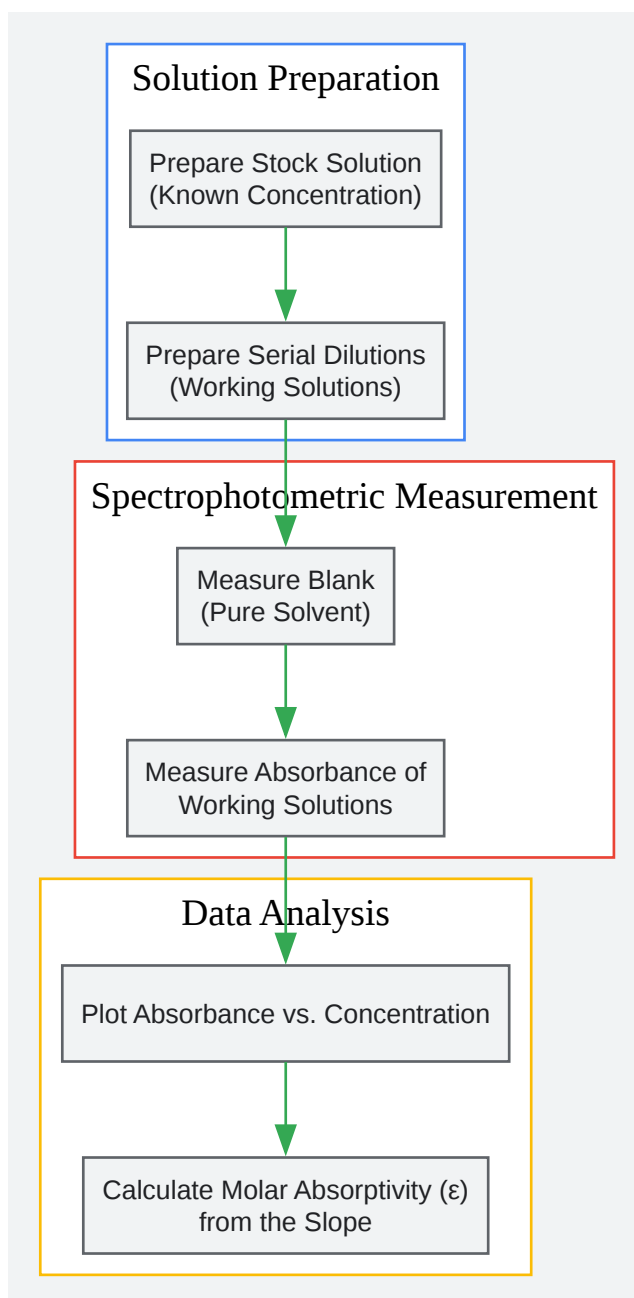 Solution Preparation
Prepare Stock Solution
(Known Concentration)
Prepare Serial Dilutions
(Working Solutions)
Spectrophotometric Measurement
Measure Blank
(Pure Solvent)
Measure Absorbance of
Working Solutions
Data Analysis
Plot Absorbance vs. Concentration
Calculate Molar Absorptivity (ε)
from the Slope